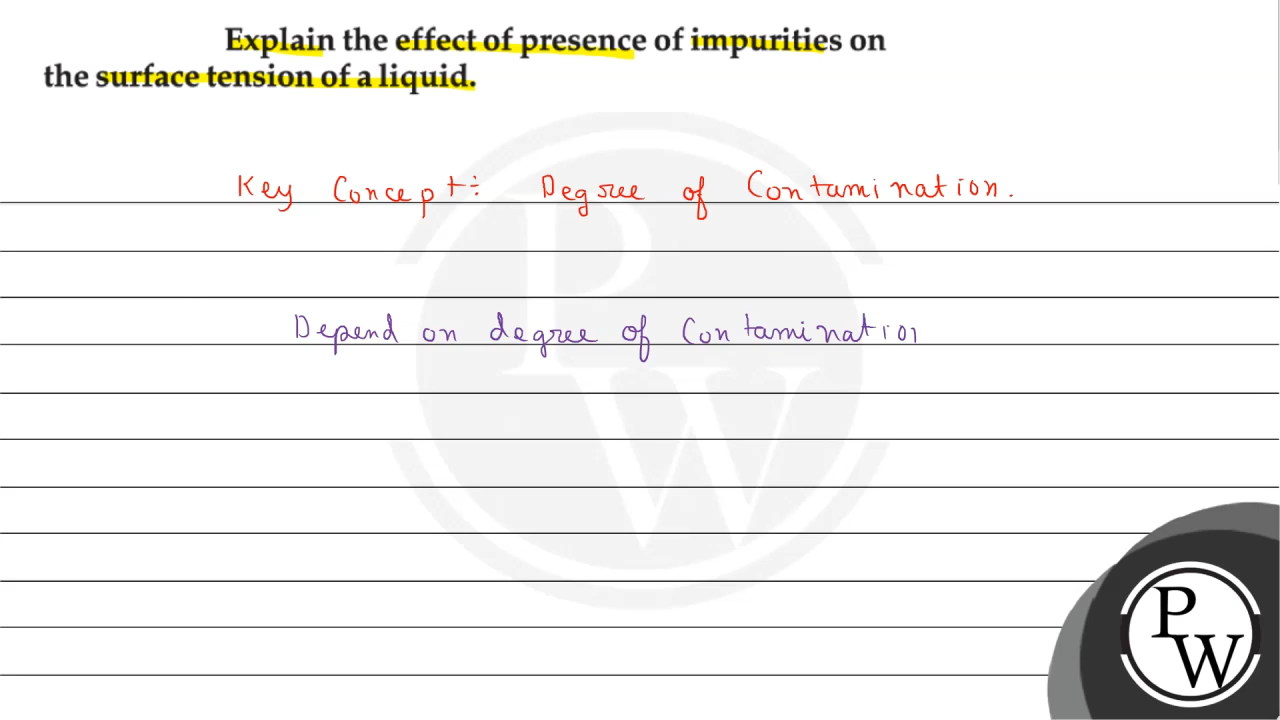 Explain the effect of presence of impurities on
the surface tension of a liquid.
Key Concept :- Degree of Contamination.
Depend on degree of Contamination
P
W
P
W